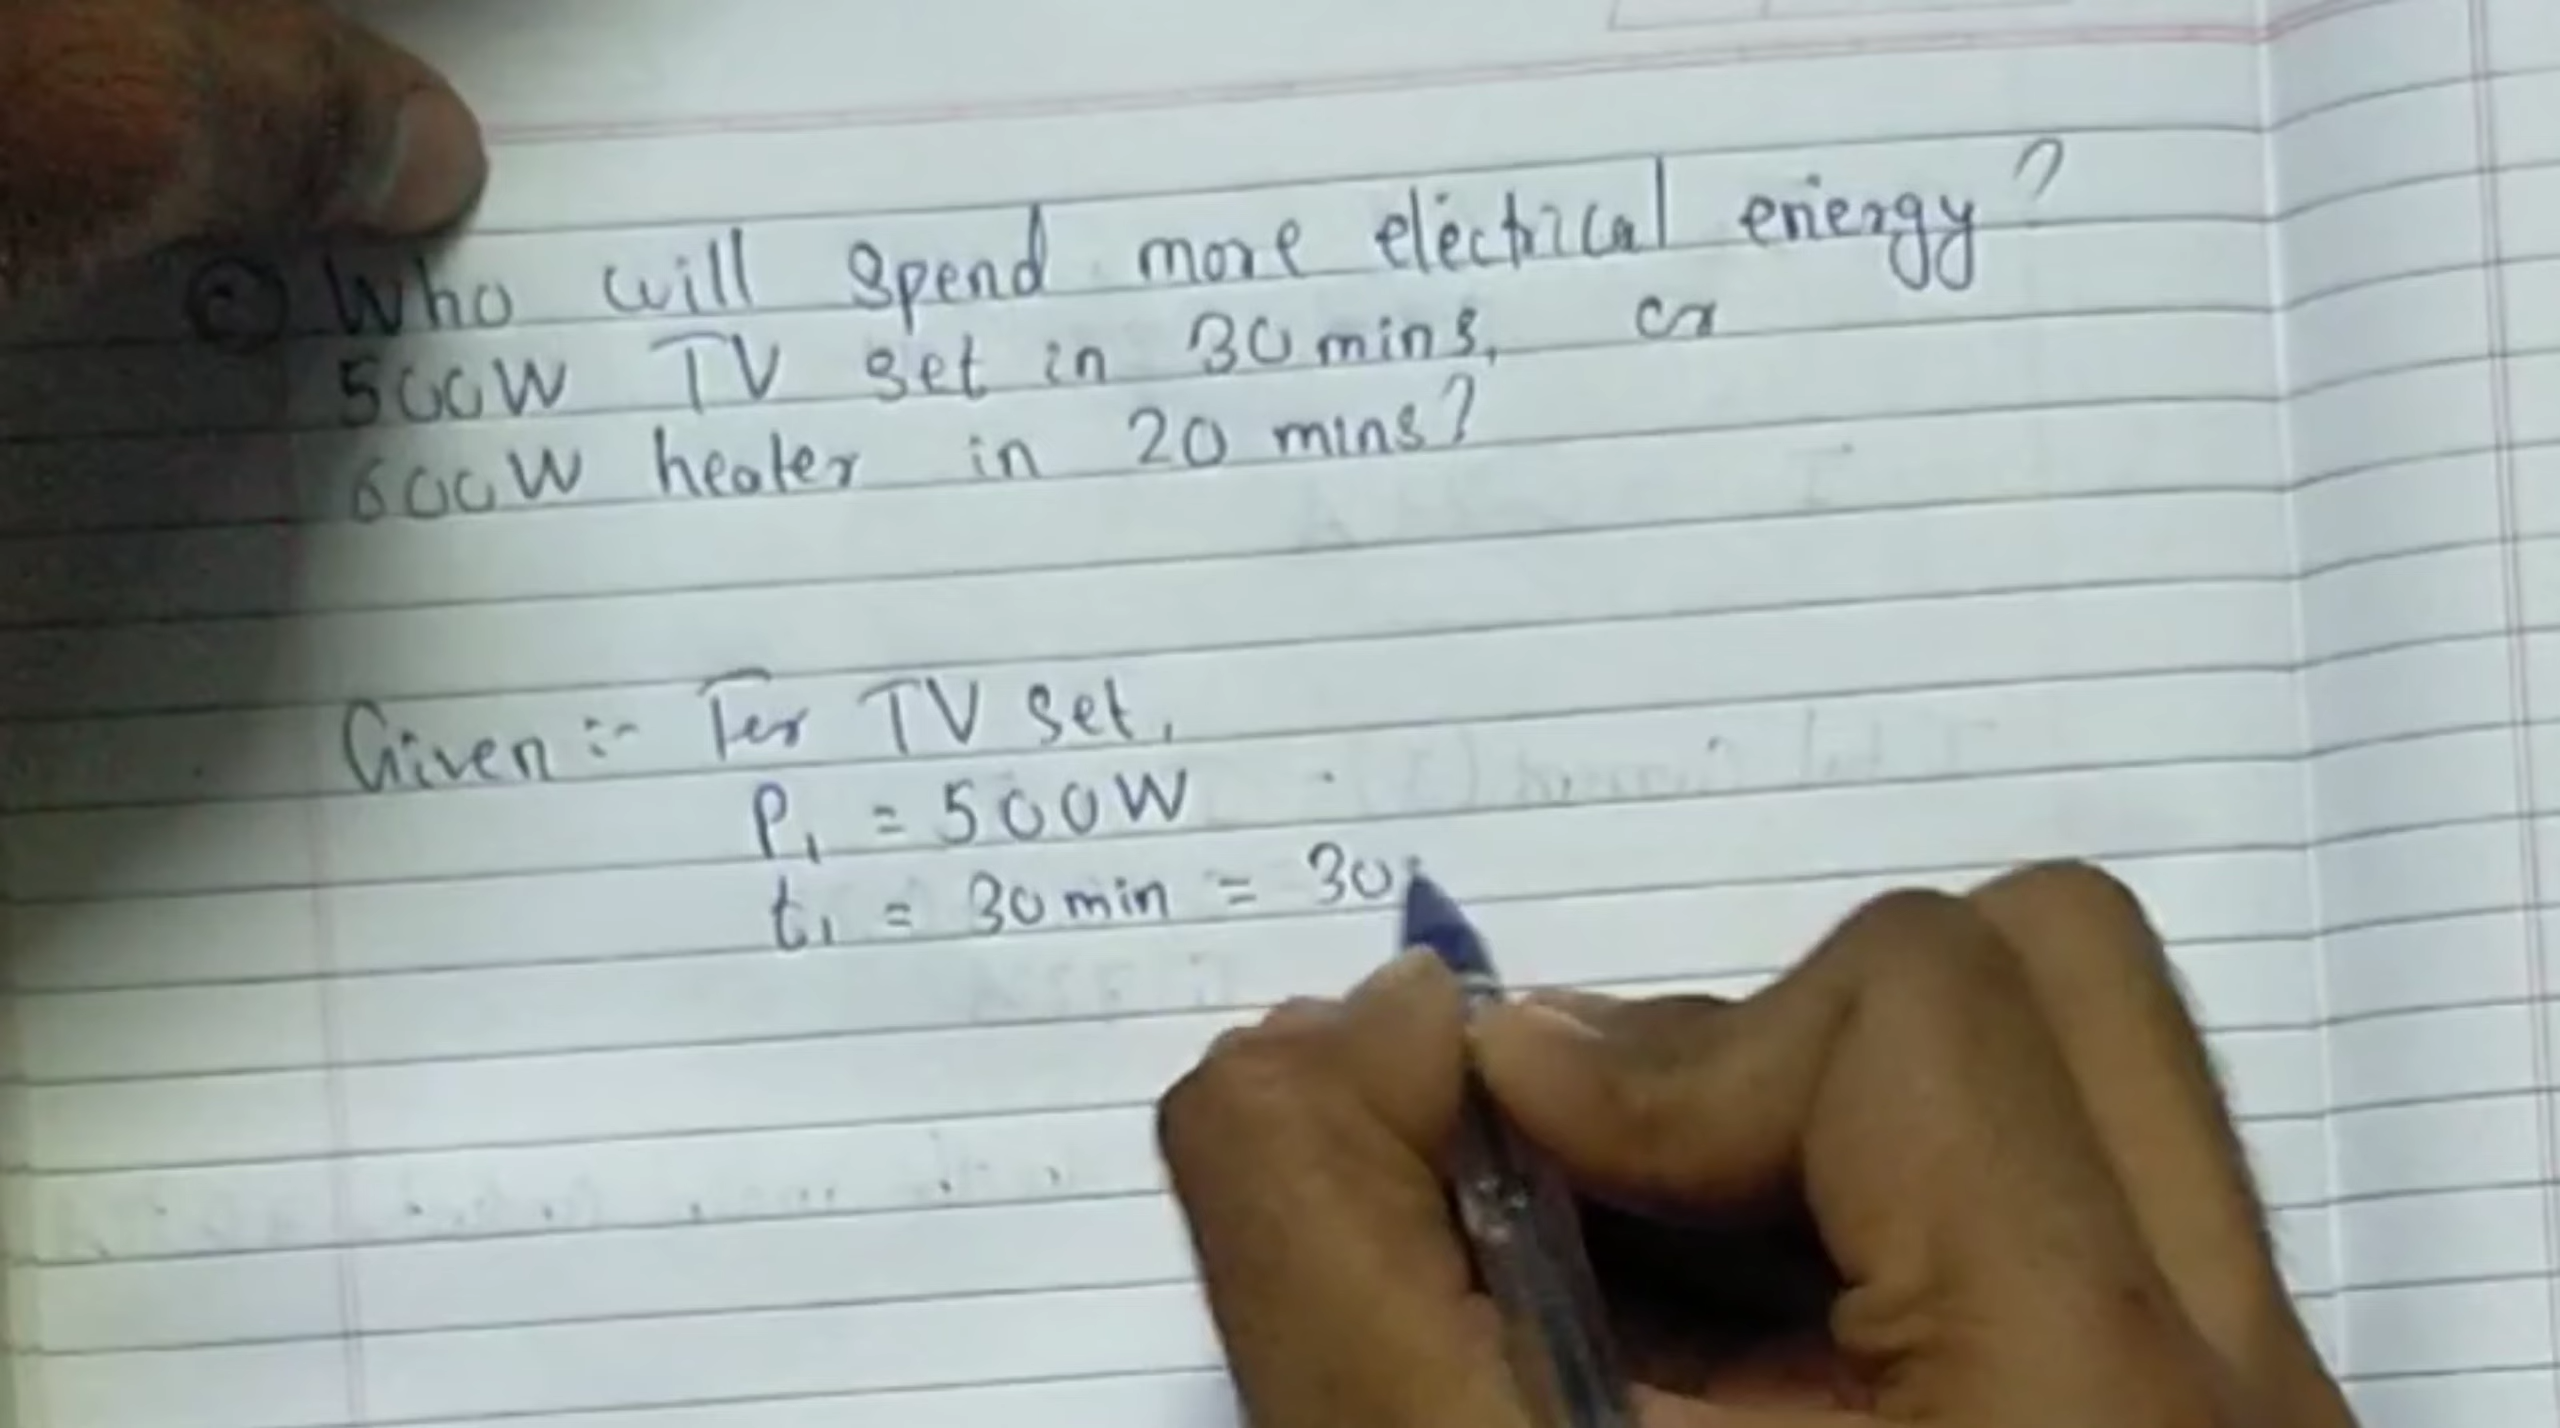 Who will spend more electrical energy?
500W TV set in 30 mins, or
600W heater in 20 mins?
Given :- For TV set,
P₁ = 500W
t₁ = 30 min = 30